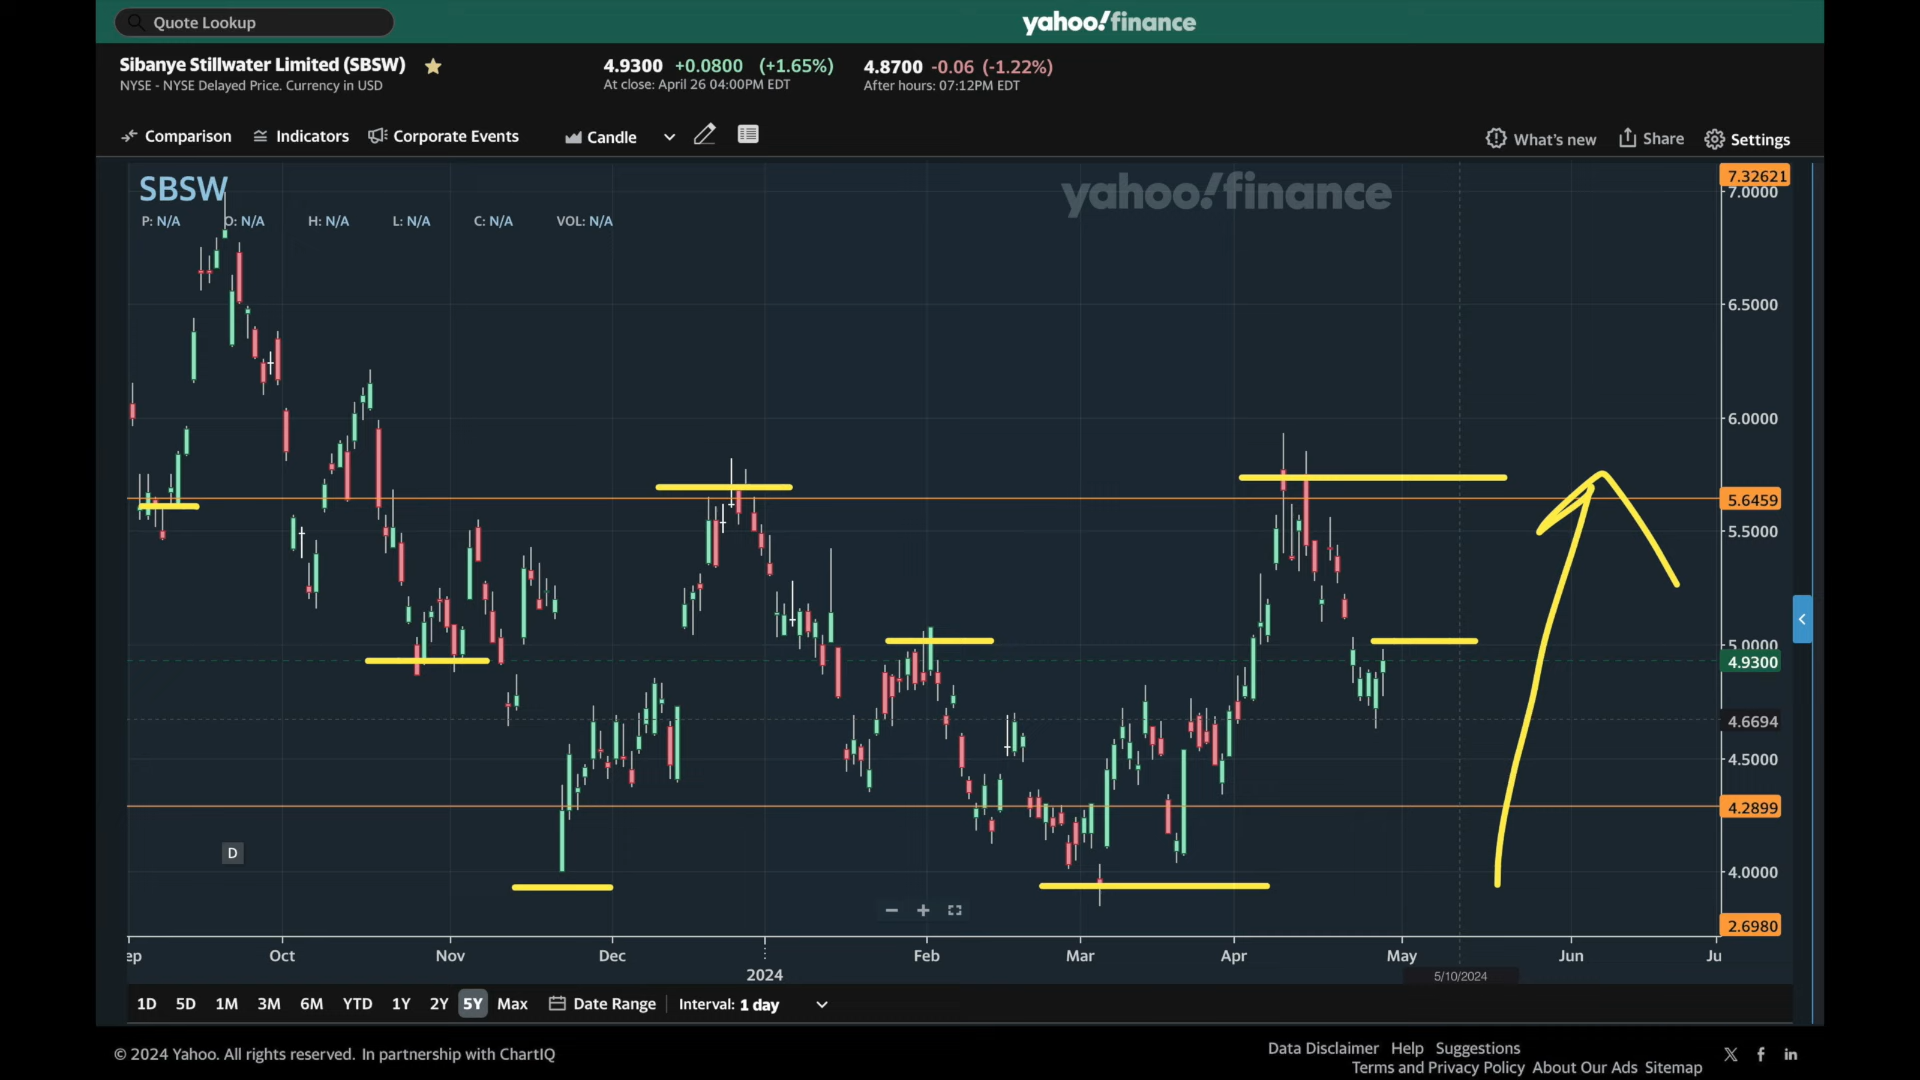 Quote Lookup
yahoo!finance
Sibanye Stillwater Limited (SBSW)
4.9300 +0.0800 (+1.65%) 4.8700 -0.06 (-1.22%)
NYSE - NYSE Delayed Price. Currency in USD
At close: April 26 04:00PM EDT After hours: 07:12PM EDT
Comparison Indicators Corporate Events Candle What's new Share Settings
SBSW
yahoo!finance
P: N/A O: N/A H: N/A L: N/A C: N/A VOL: N/A
7.32621
7.0000
6.5000
6.0000
5.6459
5.5000
5.0000
4.9300
4.6694
4.5000
4.2899
D
4.0000
2.6980
ep Oct Nov Dec Feb Mar Apr May Jun Ju
2024 5/10/2024
1D 5D 1M 3M 6M YTD 1Y 2Y 5Y Max Date Range Interval: 1 day
© 2024 Yahoo. All rights reserved. In partnership with ChartIQ
Data Disclaimer Help Suggestions
Terms and Privacy Policy About Our Ads Sitemap